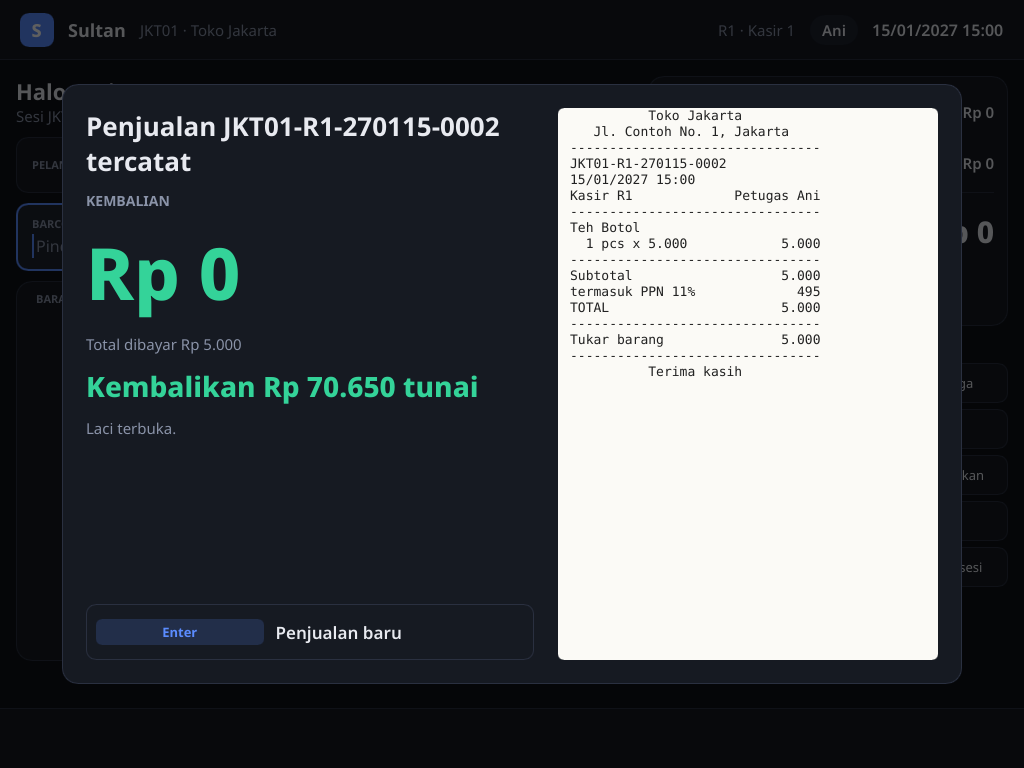 S Sultan JKT01 · Toko Jakarta R1 · Kasir 1 Ani 15/01/2027 15:00
Penjualan JKT01-R1-270115-0002
tercatat
KEMBALIAN
Rp 0
Total dibayar Rp 5.000
Kembalikan Rp 70.650 tunai
Laci terbuka.
Enter Penjualan baru
Toko Jakarta
Jl. Contoh No. 1, Jakarta
--------------------------------
JKT01-R1-270115-0002
15/01/2027 15:00
Kasir R1 Petugas Ani
--------------------------------
Teh Botol
1 pcs x 5.000 5.000
--------------------------------
Subtotal 5.000
termasuk PPN 11% 495
TOTAL 5.000
--------------------------------
Tukar barang 5.000
--------------------------------
Terima kasih
Rp 0
Rp 0